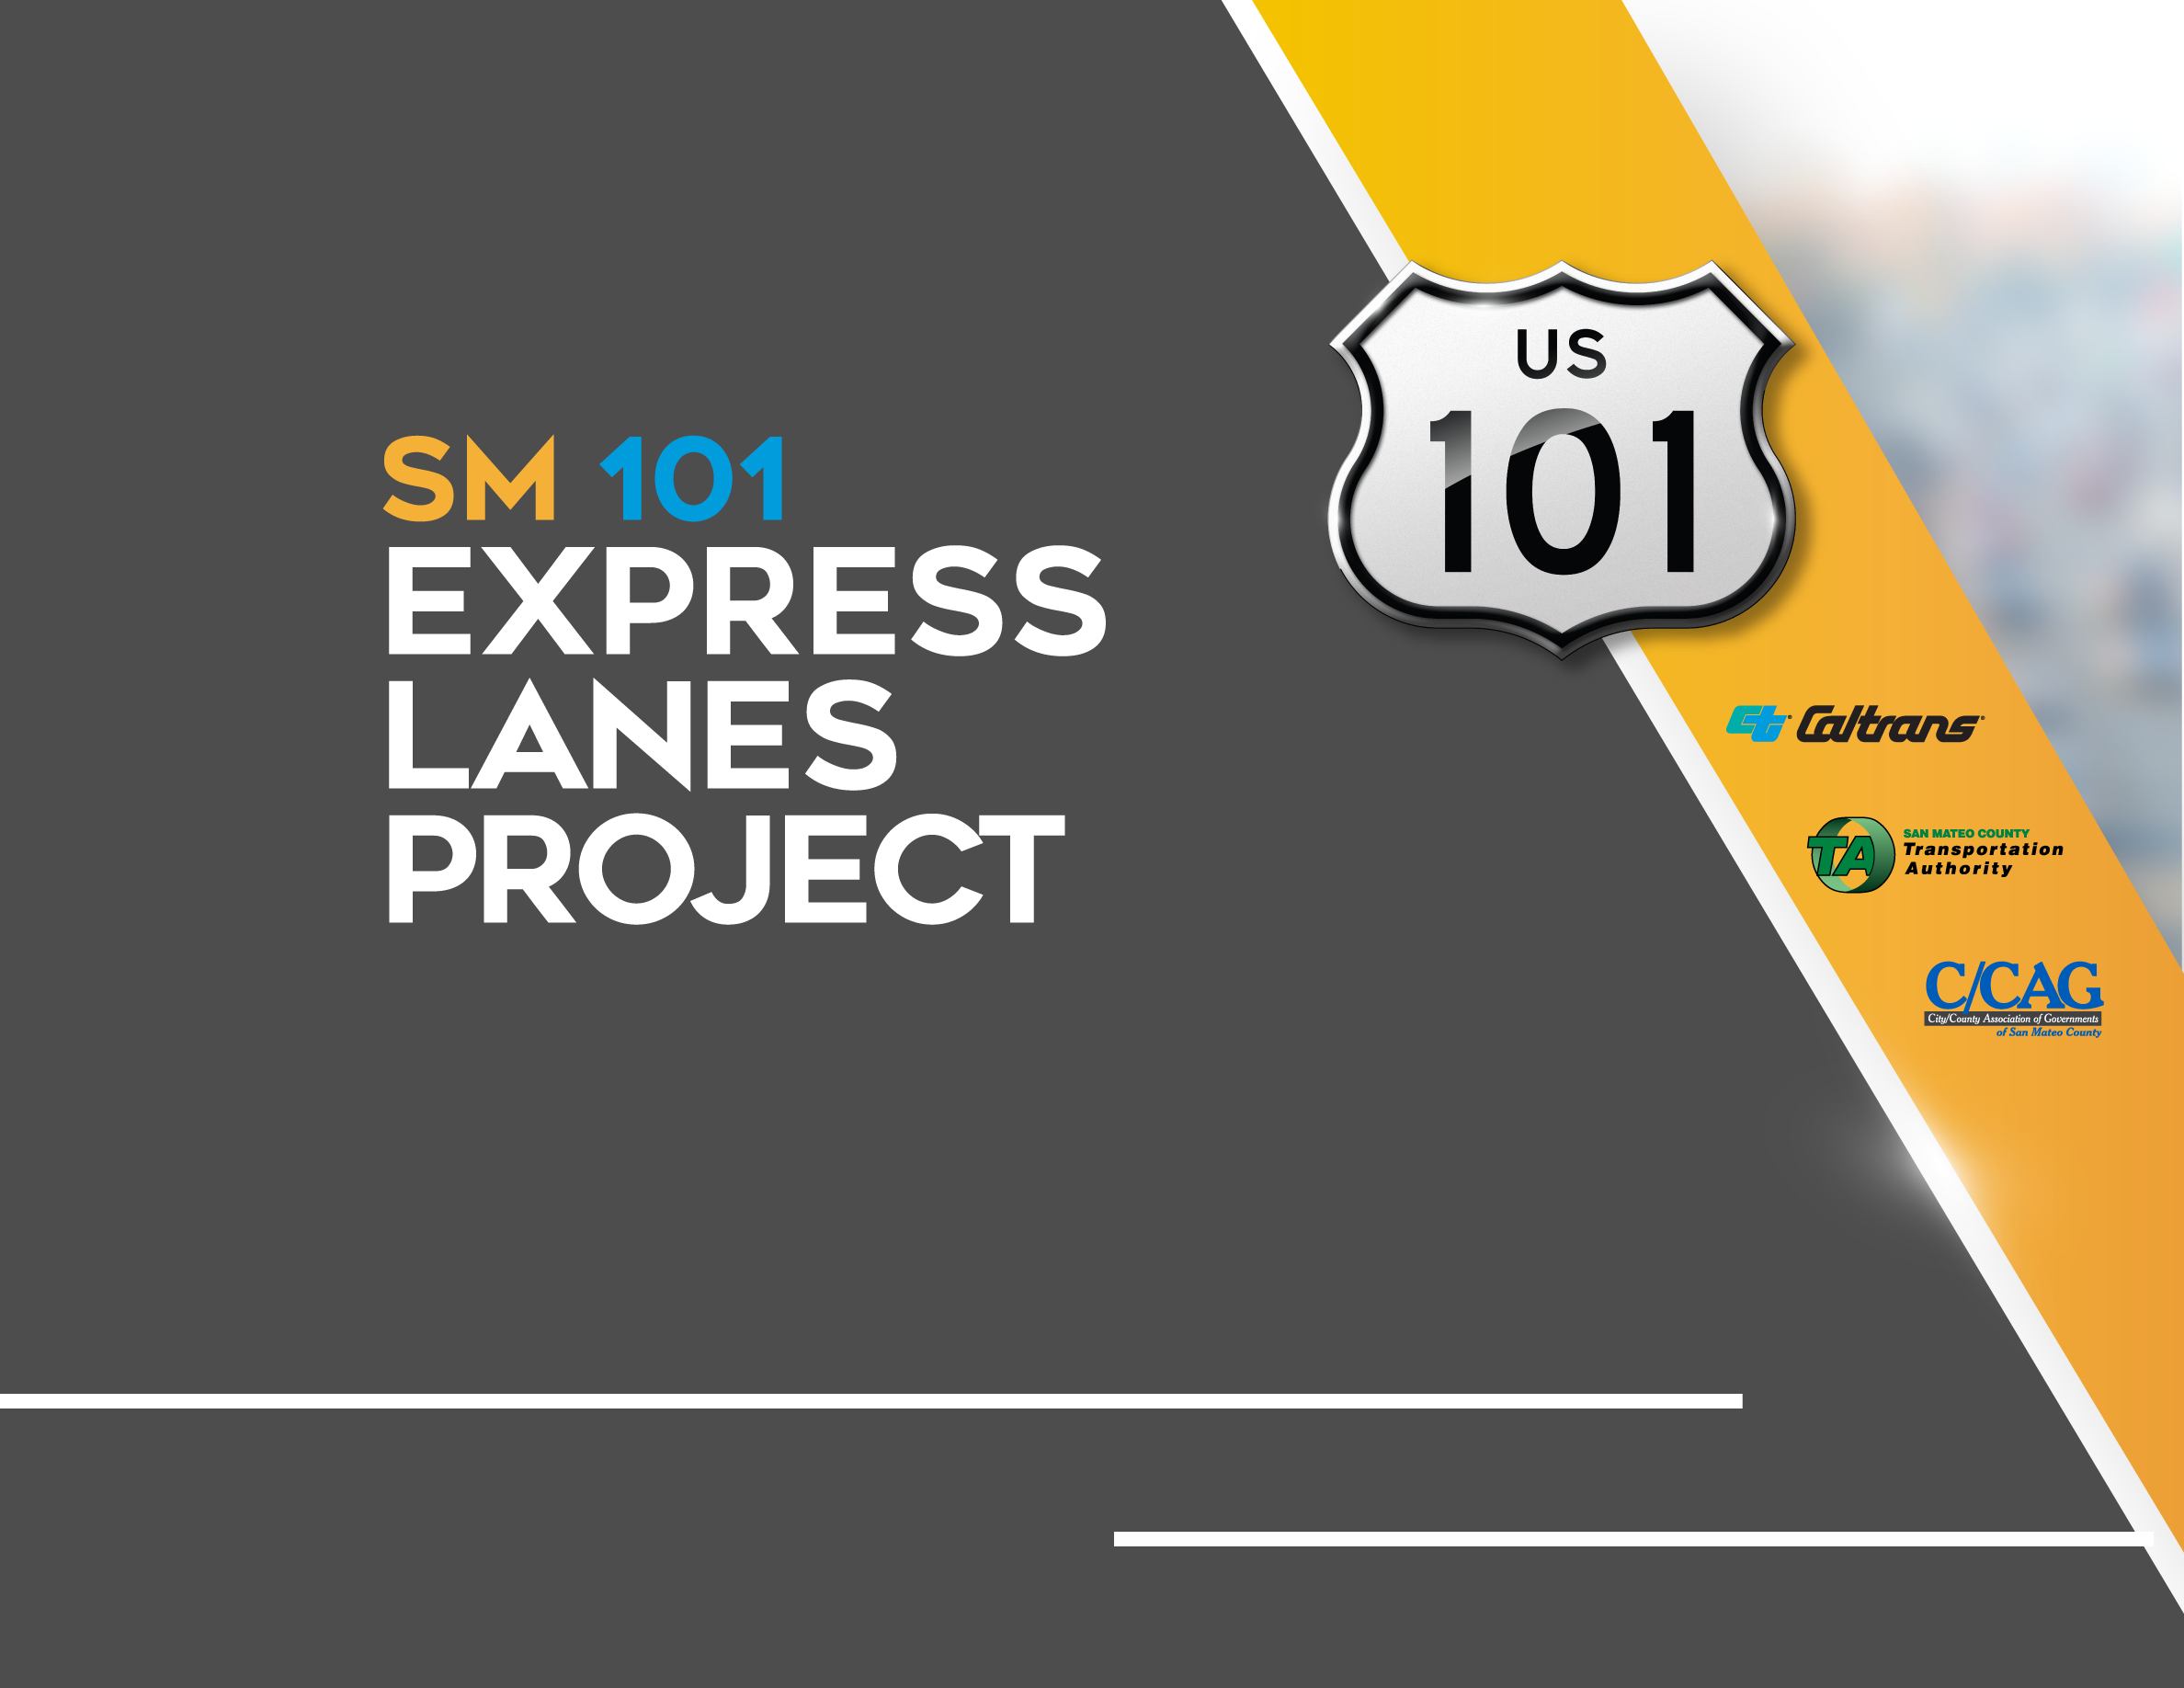 SM 101
EXPRESS
LANES
PROJECT
US
101
Caltrans
TA
SAN MATEO COUNTY
Transportation
Authority
C/CAG
City/County Association of Governments
of San Mateo County